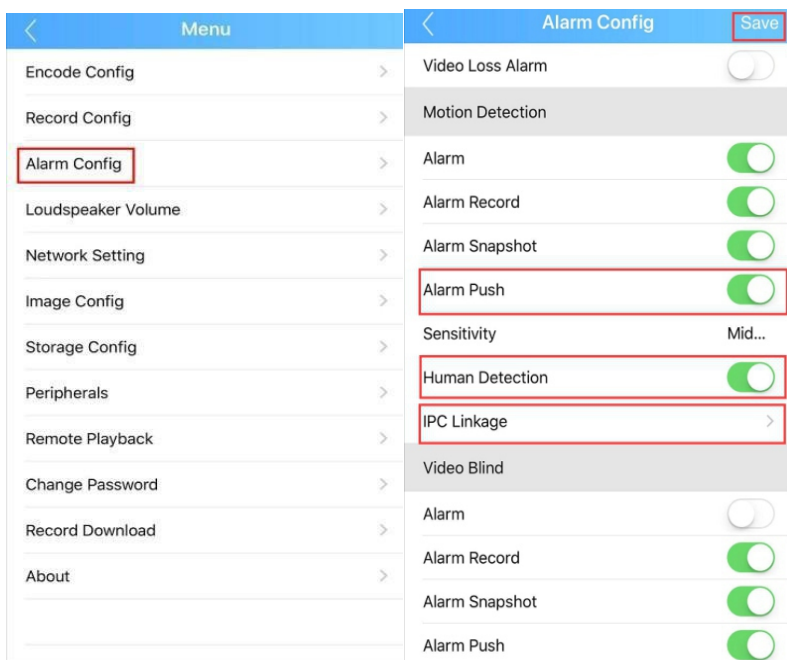 Menu
Encode Config
Record Config
Alarm Config
Loudspeaker Volume
Network Setting
Image Config
Storage Config
Peripherals
Remote Playback
Change Password
Record Download
About
Alarm Config
Save
Video Loss Alarm
Motion Detection
Alarm
Alarm Record
Alarm Snapshot
Alarm Push
Sensitivity Mid...
Human Detection
IPC Linkage
Video Blind
Alarm
Alarm Record
Alarm Snapshot
Alarm Push